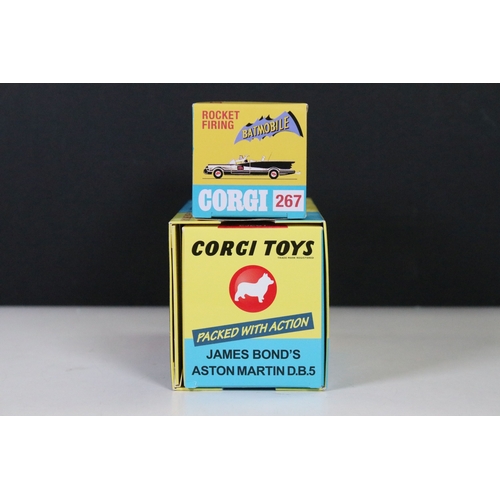 ROCKET
FIRING
BATMOBILE
CORGI 267
CORGI TOYS
PACKED WITH ACTION
JAMES BOND'S
ASTON MARTIN D.B.5